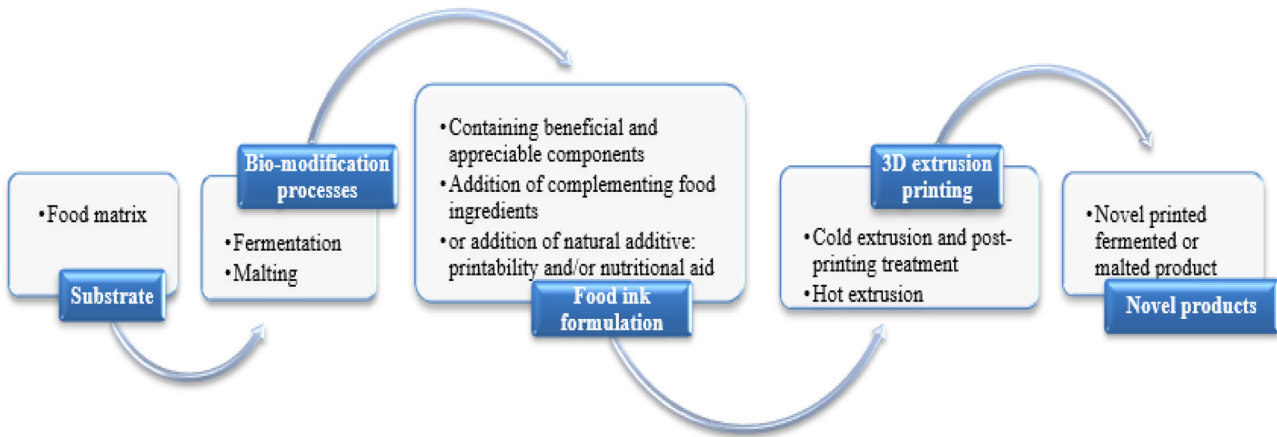 • Food matrix
Substrate
Bio-modification
processes
• Fermentation
• Malting
• Containing beneficial and
appreciable components
• Addition of complementing food
ingredients
• or addition of natural additive:
printability and/or nutritional aid
Food ink
formulation
3D extrusion
printing
• Cold extrusion and post-
printing treatment
• Hot extrusion
• Novel printed
fermented or
malted product
Novel products